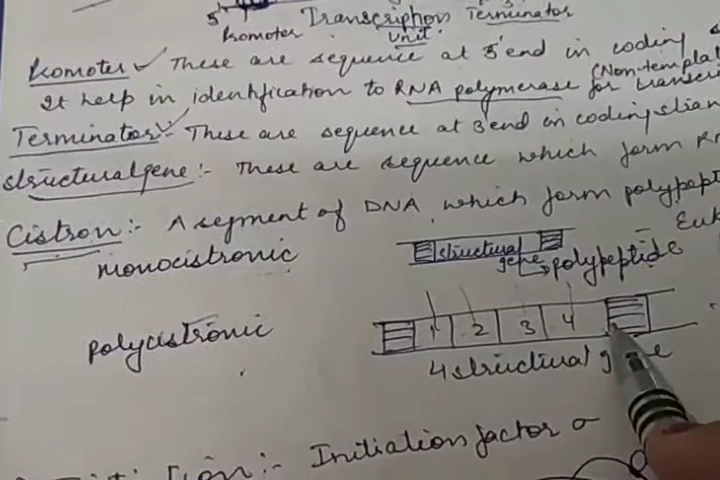 5' Promoter Transcription unit Terminator
Promoter These are sequence at 5'end in coding
It help in identification to RNA polymerase for
(Non-templat
Terminator:- These are sequence at 3'end in coding
Structural gene:- These are sequence which form
Cistron:- A segment of DNA which form polypept
monocistronic
structural gene
polypeptide
polycistronic
1 2 3 4
4 structural
:- Initiation factor